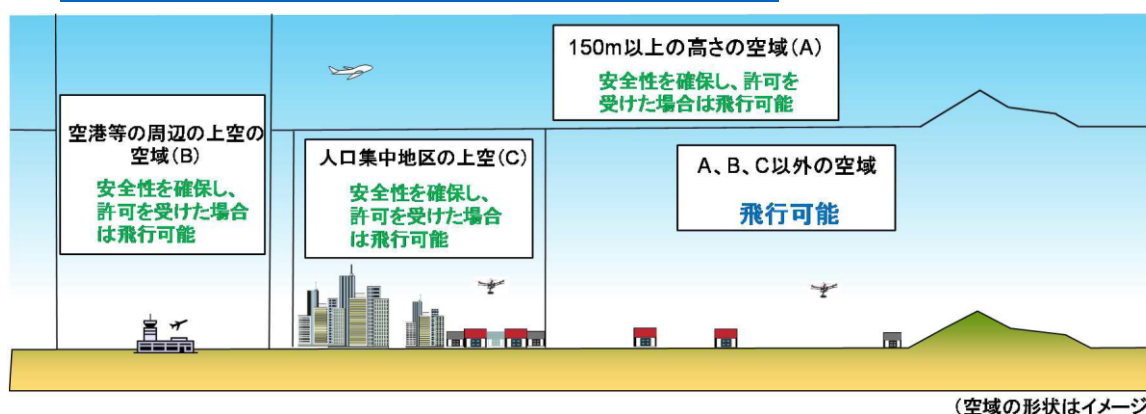 150m以上の高さの空域(A)
安全性を確保し、許可を
受けた場合は飛行可能
空港等の周辺の上空の
空域(B)
安全性を確保し、
許可を受けた場合
は飛行可能
人口集中地区の上空(C)
安全性を確保し、
許可を受けた場合
は飛行可能
A、B、C以外の空域
飛行可能
(空域の形状はイメージ